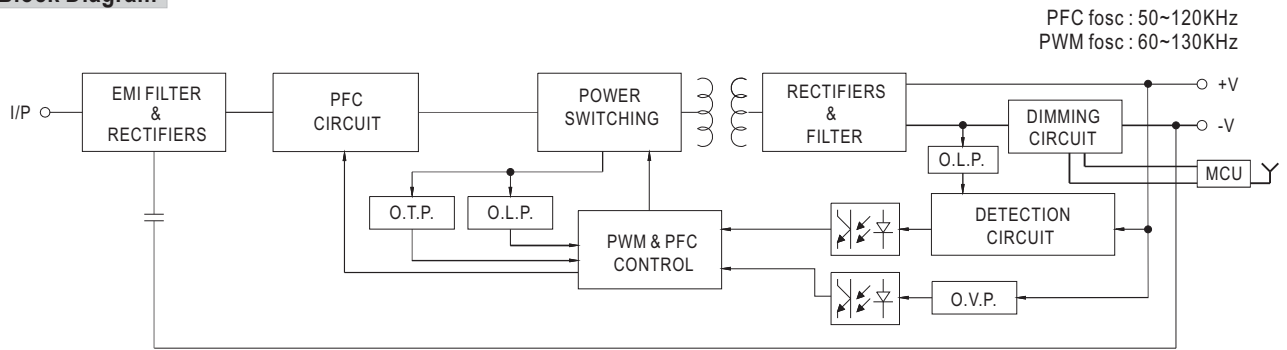 Block Diagram
PFC fosc : 50~120KHz
PWM fosc : 60~130KHz
I/P
EMI FILTER
&
RECTIFIERS
PFC
CIRCUIT
POWER
SWITCHING
RECTIFIERS
&
FILTER
DIMMING
CIRCUIT
+V
-V
O.L.P.
MCU
O.T.P.
O.L.P.
PWM & PFC
CONTROL
DETECTION
CIRCUIT
O.V.P.